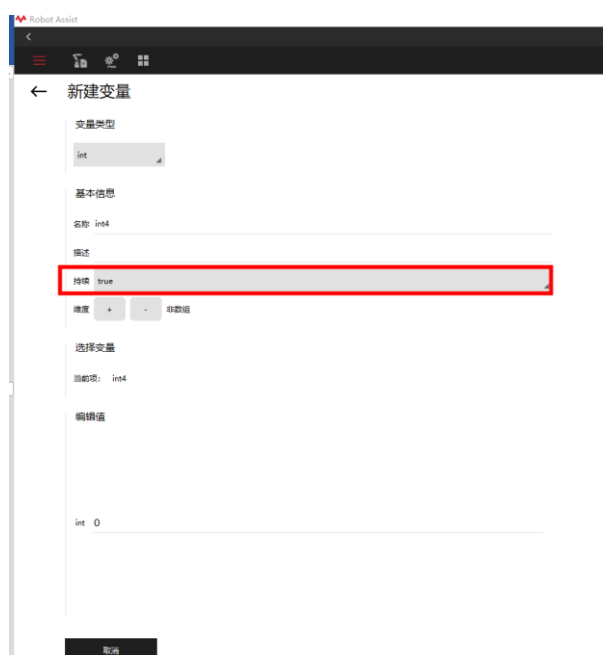 Robot Assist
新建变量
变量类型
int
基本信息
名称 int4
描述
持续 true
维度 + - 非数组
选择变量
当前项: int4
编辑值
int 0
取消